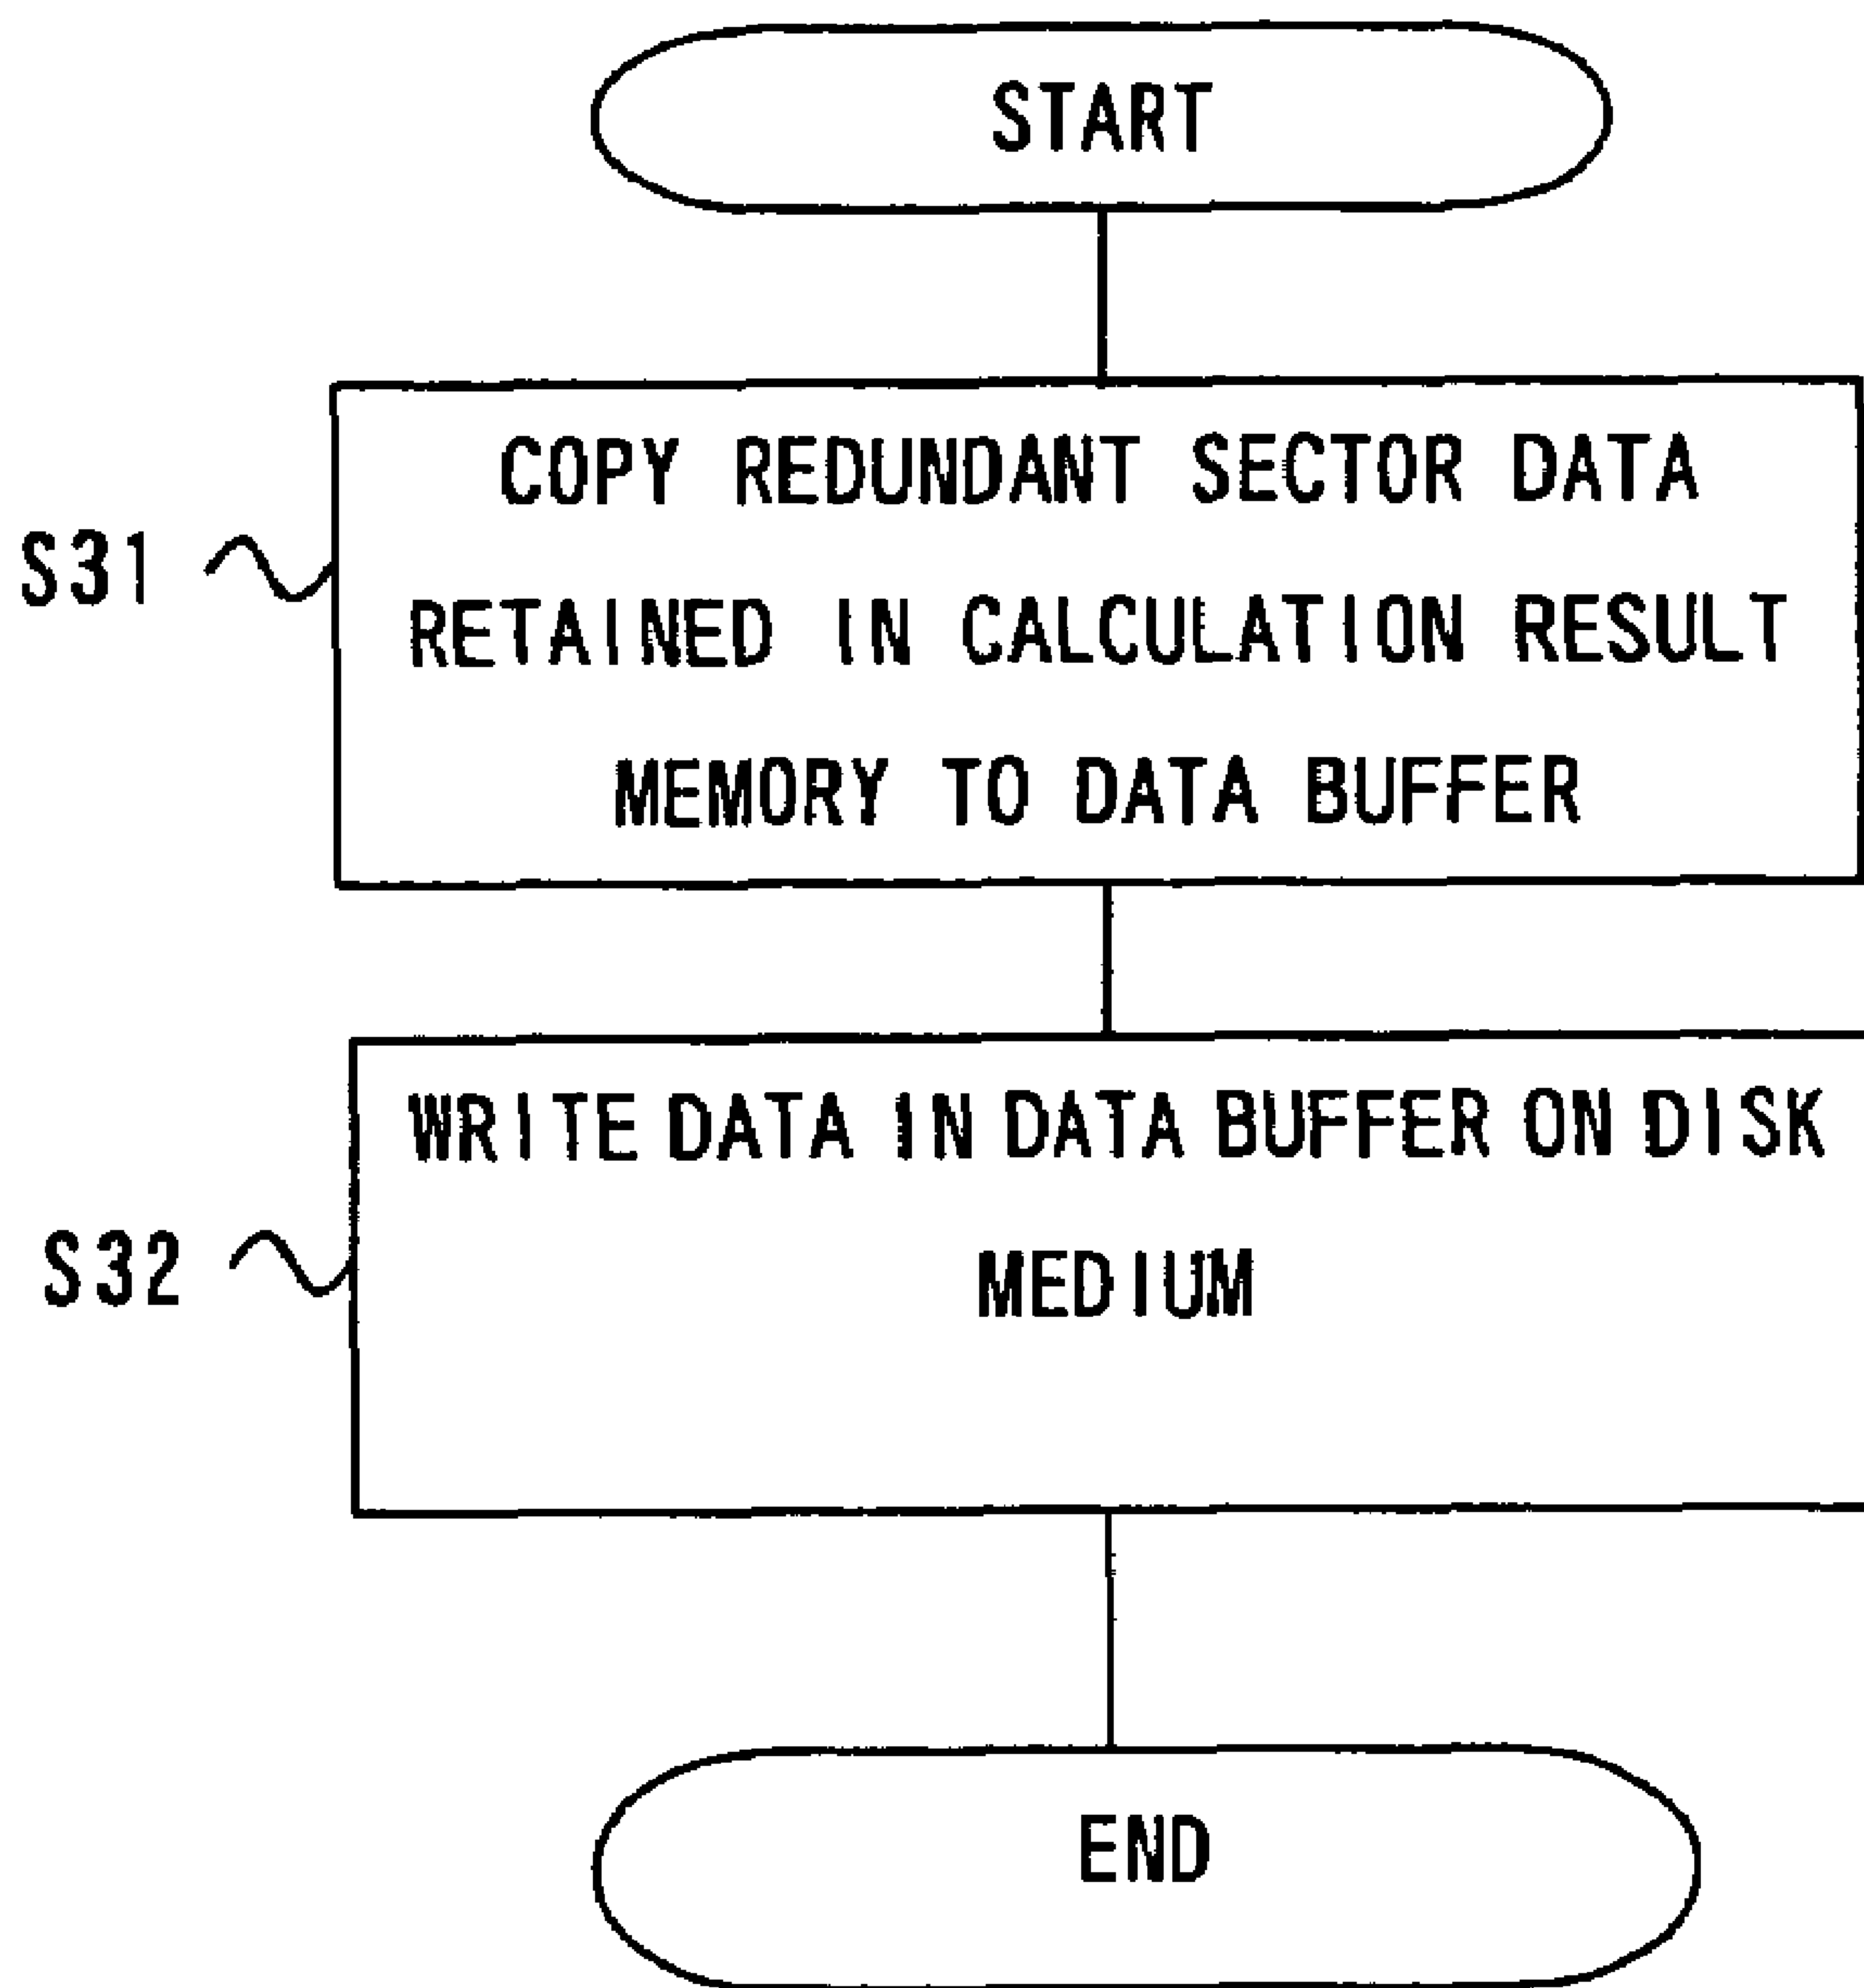 START
COPY REDUNDANT SECTOR DATA
S31
RETAINED IN CALCULATION RESULT
MEMORY TO DATA BUFFER
WRITE DATA IN DATA BUFFER ON DISK
S32
MEDIUM
END